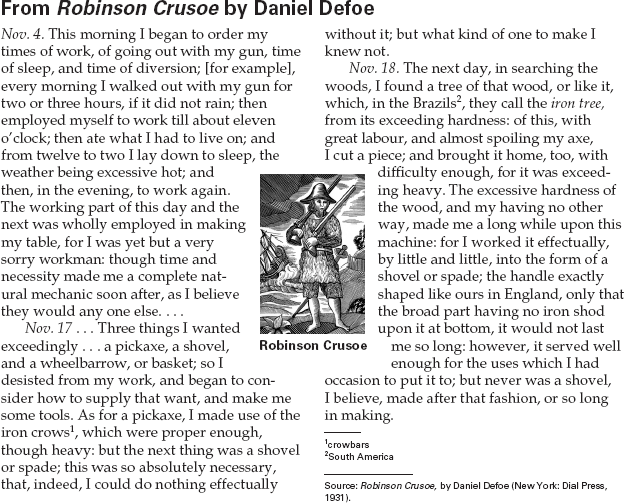 From Robinson Crusoe by Daniel Defoe
Nov. 4. This morning I began to order my
times of work, of going out with my gun, time
of sleep, and time of diversion; [for example],
every morning I walked out with my gun for
two or three hours, if it did not rain; then
employed myself to work till about eleven
o’clock; then ate what I had to live on; and
from twelve to two I lay down to sleep, the
weather being excessive hot; and
then, in the evening, to work again.
The working part of this day and the
next was wholly employed in making
my table, for I was yet but a very
sorry workman: though time and
necessity made me a complete nat-
ural mechanic soon after, as I believe
they would any one else. . . .
Nov. 17 . . . Three things I wanted
exceedingly . . . a pickaxe, a shovel,
and a wheelbarrow, or basket; so I
desisted from my work, and began to con-
sider how to supply that want, and make me
some tools. As for a pickaxe, I made use of the
iron crows¹, which were proper enough,
though heavy: but the next thing was a shovel
or spade; this was so absolutely necessary,
that, indeed, I could do nothing effectually
Robinson Crusoe
without it; but what kind of one to make I
knew not.
Nov. 18. The next day, in searching the
woods, I found a tree of that wood, or like it,
which, in the Brazils², they call the iron tree,
from its exceeding hardness: of this, with
great labour, and almost spoiling my axe,
I cut a piece; and brought it home, too, with
difficulty enough, for it was exceed-
ing heavy. The excessive hardness of
the wood, and my having no other
way, made me a long while upon this
machine: for I worked it effectually,
by little and little, into the form of a
shovel or spade; the handle exactly
shaped like ours in England, only that
the broad part having no iron shod
upon it at bottom, it would not last
me so long: however, it served well
enough for the uses which I had
occasion to put it to; but never was a shovel,
I believe, made after that fashion, or so long
in making.
¹crowbars
²South America
Source: Robinson Crusoe, by Daniel Defoe (New York: Dial Press,
1931).